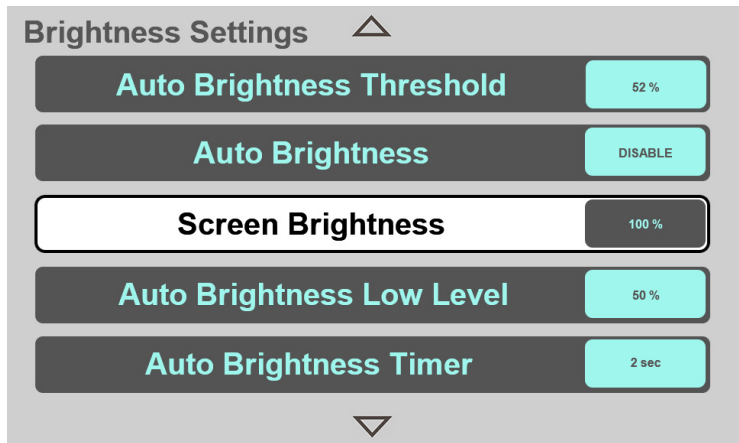 Brightness Settings
Auto Brightness Threshold 52 %
Auto Brightness DISABLE
Screen Brightness 100 %
Auto Brightness Low Level 50 %
Auto Brightness Timer 2 sec